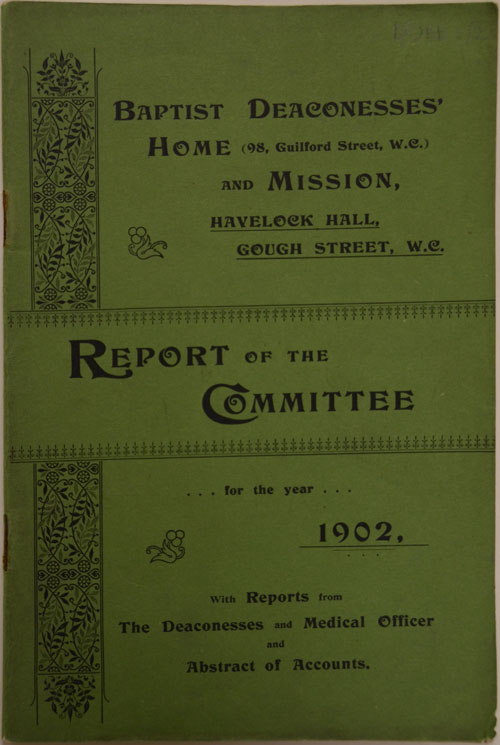 Baptist Deaconesses'
Home (98, Guilford Street, W.C.)
and Mission,
Havelock Hall,
Gough Street, W.C.
Report of the
Committee
. . . for the year . . .
1902,
. . .
With Reports from
The Deaconesses and Medical Officer
and
Abstract of Accounts.